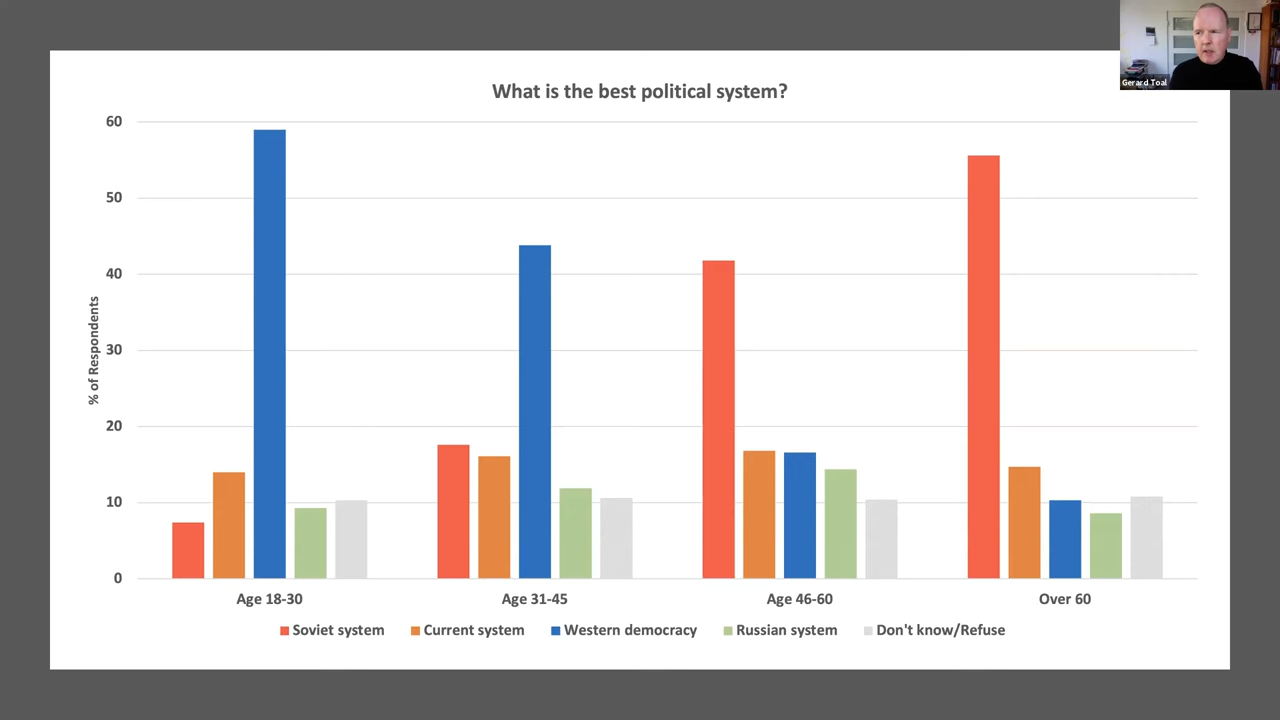 Gerard Toal
What is the best political system?
% of Respondents
60
50
40
30
20
10
0
Age 18-30
Age 31-45
Age 46-60
Over 60
Soviet system
Current system
Western democracy
Russian system
Don't know/Refuse